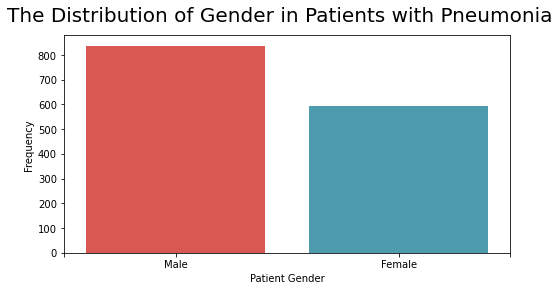 The Distribution of Gender in Patients with Pneumonia
800
700
600
500
400
300
200
100
0
Frequency
Male Female
Patient Gender